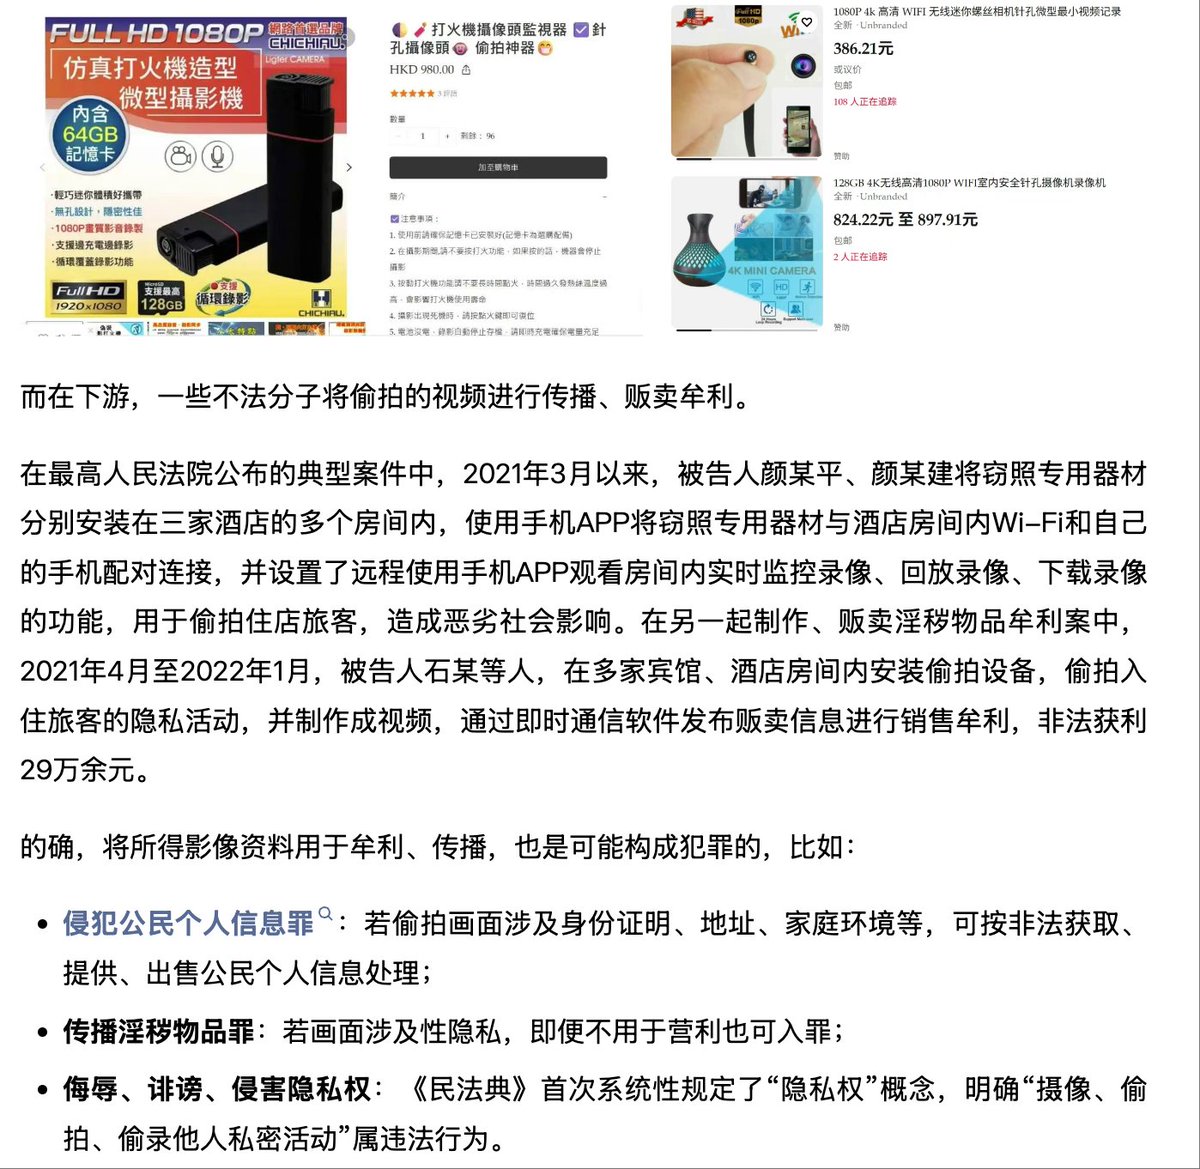 FULL HD 1080P
網路首選品牌
CHICHIAU
Ligter CAMERA
仿真打火機造型
微型攝影機
內含
64GB
記憶卡
·輕巧迷你體積好攜帶
·無孔設計，隱密性佳
·1080P畫質影音錄製
·支援邊充電邊錄影
·循環覆蓋錄影功能
Full HD
1920x1080
MicroSD
支援最高
128GB
支援
循環錄影
CHICHIAU
打火機攝像頭監視器 針
孔攝像頭 偷拍神器
HKD 980.00
3 評語
數量
1 + 剩餘：96
加至購物車
簡介
注意事項：
1. 使用前請確保記憶卡已安裝好(記憶卡為選購配備)
2. 在攝影期間,請不要按打火功能，如果按的話，機器會停止
攝影
3. 按動打火機功能請不要長時間點火，時間過久發熱絲溫度過
高，會影響打火機使用壽命
4. 攝影出現死機時，請按點火鍵即可復位
5. 電池沒電，錄影自動停止存檔，請即時充電確保電量充足
FULL HD
1080p
Wi
1080P 4k 高清 WIFI 无线迷你螺丝相机针孔微型最小视频记录
全新 · Unbranded
386.21元
或议价
包邮
108 人正在追踪
赞助
4K MINI CAMERA
128GB 4K无线高清1080P WIFI室内安全针孔摄像机录像机
全新 · Unbranded
824.22元 至 897.91元
包邮
2 人正在追踪
赞助
而在下游，一些不法分子将偷拍的视频进行传播、贩卖牟利。
在最高人民法院公布的典型案件中，2021年3月以来，被告人颜某平、颜某建将窃照专用器材
分别安装在三家酒店的多个房间内，使用手机APP将窃照专用器材与酒店房间内Wi-Fi和自己
的手机配对连接，并设置了远程使用手机APP观看房间内实时监控录像、回放录像、下载录像
的功能，用于偷拍住店旅客，造成恶劣社会影响。在另一起制作、贩卖淫秽物品牟利案中，
2021年4月至2022年1月，被告人石某等人，在多家宾馆、酒店房间内安装偷拍设备，偷拍入
住旅客的隐私活动，并制作成视频，通过即时通信软件发布贩卖信息进行销售牟利，非法获利
29万余元。
的确，将所得影像资料用于牟利、传播，也是可能构成犯罪的，比如：
• 侵犯公民个人信息罪：若偷拍画面涉及身份证明、地址、家庭环境等，可按非法获取、
提供、出售公民个人信息处理；
• 传播淫秽物品罪：若画面涉及性隐私，即便不用于营利也可入罪；
• 侮辱、诽谤、侵害隐私权：《民法典》首次系统性规定了“隐私权”概念，明确“摄像、偷
拍、偷录他人私密活动”属违法行为。